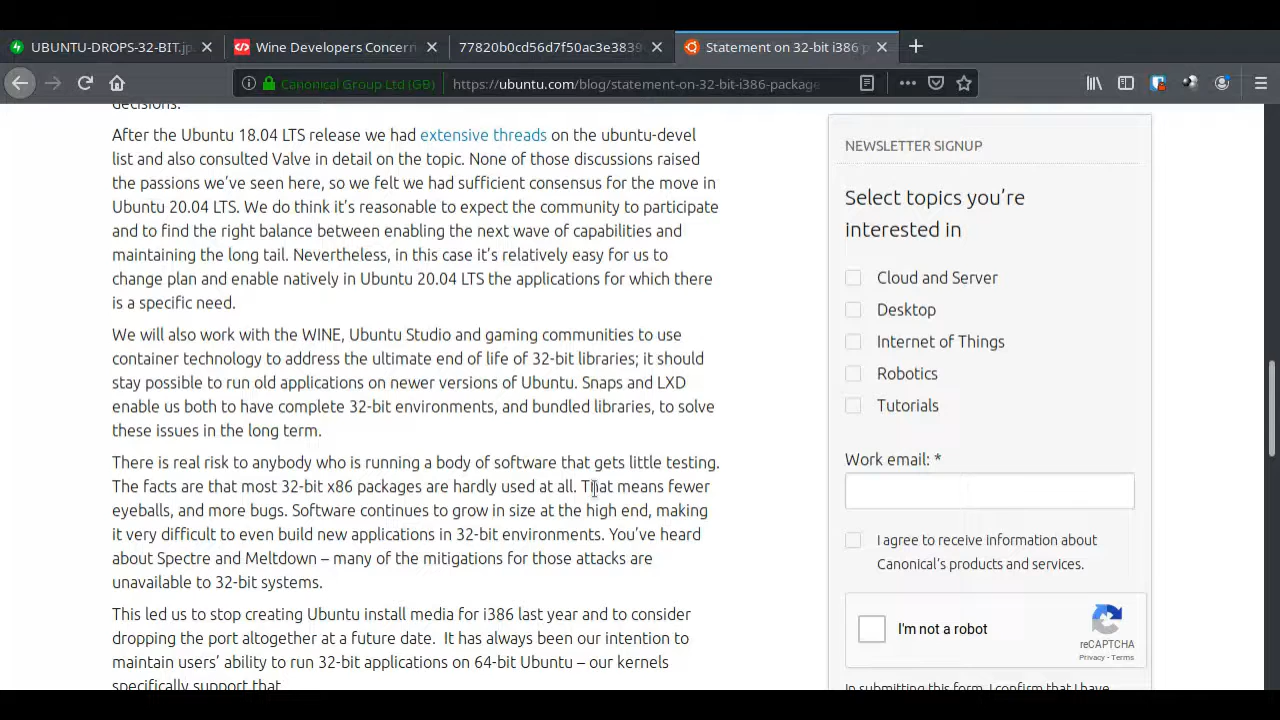 UBUNTU-DROPS-32-BIT.jp
Wine Developers Concern
77820b0cd56d7f50ac3e3839
Statement on 32-bit i386 p
Canonical Group Ltd (GB)
https://ubuntu.com/blog/statement-on-32-bit-i386-package
decisions.
After the Ubuntu 18.04 LTS release we had extensive threads on the ubuntu-devel
list and also consulted Valve in detail on the topic. None of those discussions raised
the passions we’ve seen here, so we felt we had sufficient consensus for the move in
Ubuntu 20.04 LTS. We do think it’s reasonable to expect the community to participate
and to find the right balance between enabling the next wave of capabilities and
maintaining the long tail. Nevertheless, in this case it’s relatively easy for us to
change plan and enable natively in Ubuntu 20.04 LTS the applications for which there
is a specific need.
We will also work with the WINE, Ubuntu Studio and gaming communities to use
container technology to address the ultimate end of life of 32-bit libraries; it should
stay possible to run old applications on newer versions of Ubuntu. Snaps and LXD
enable us both to have complete 32-bit environments, and bundled libraries, to solve
these issues in the long term.
There is real risk to anybody who is running a body of software that gets little testing.
The facts are that most 32-bit x86 packages are hardly used at all. That means fewer
eyeballs, and more bugs. Software continues to grow in size at the high end, making
it very difficult to even build new applications in 32-bit environments. You’ve heard
about Spectre and Meltdown – many of the mitigations for those attacks are
unavailable to 32-bit systems.
This led us to stop creating Ubuntu install media for i386 last year and to consider
dropping the port altogether at a future date.  It has always been our intention to
maintain users’ ability to run 32-bit applications on 64-bit Ubuntu – our kernels
specifically support that
NEWSLETTER SIGNUP
Select topics you’re
interested in
Cloud and Server
Desktop
Internet of Things
Robotics
Tutorials
Work email: *
I agree to receive information about
Canonical's products and services.
I'm not a robot
reCAPTCHA
Privacy - Terms
In submitting this form, I confirm that I have